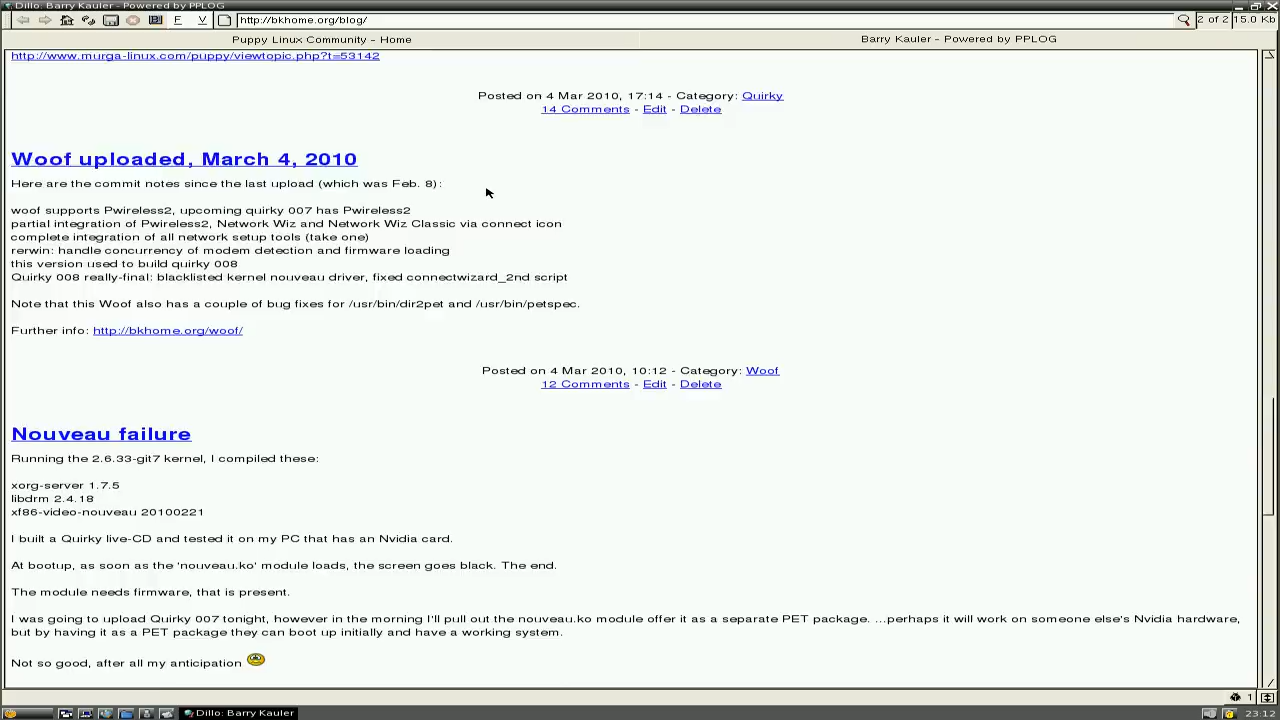 Dillo: Barry Kauler - Powered by PPLOG
F V http://bkhome.org/blog/ 2 of 2 15.0 Kb
Puppy Linux Community - Home Barry Kauler - Powered by PPLOG
http://www.murga-linux.com/puppy/viewtopic.php?t=53142
Posted on 4 Mar 2010, 17:14 - Category: Quirky
14 Comments - Edit - Delete
Woof uploaded, March 4, 2010
Here are the commit notes since the last upload (which was Feb. 8):
woof supports Pwireless2, upcoming quirky 007 has Pwireless2
partial integration of Pwireless2, Network Wiz and Network Wiz Classic via connect icon
complete integration of all network setup tools (take one)
rerwin: handle concurrency of modem detection and firmware loading
this version used to build quirky 008
Quirky 008 really-final: blacklisted kernel nouveau driver, fixed connectwizard_2nd script
Note that this Woof also has a couple of bug fixes for /usr/bin/dir2pet and /usr/bin/petspec.
Further info: http://bkhome.org/woof/
Posted on 4 Mar 2010, 10:12 - Category: Woof
12 Comments - Edit - Delete
Nouveau failure
Running the 2.6.33-git7 kernel, I compiled these:
xorg-server 1.7.5
libdrm 2.4.18
xf86-video-nouveau 20100221
I built a Quirky live-CD and tested it on my PC that has an Nvidia card.
At bootup, as soon as the 'nouveau.ko' module loads, the screen goes black. The end.
The module needs firmware, that is present.
I was going to upload Quirky 007 tonight, however in the morning I'll pull out the nouveau.ko module offer it as a separate PET package. ...perhaps it will work on someone else's Nvidia hardware,
but by having it as a PET package they can boot up initially and have a working system.
Not so good, after all my anticipation
1
Dillo: Barry Kauler 23:12